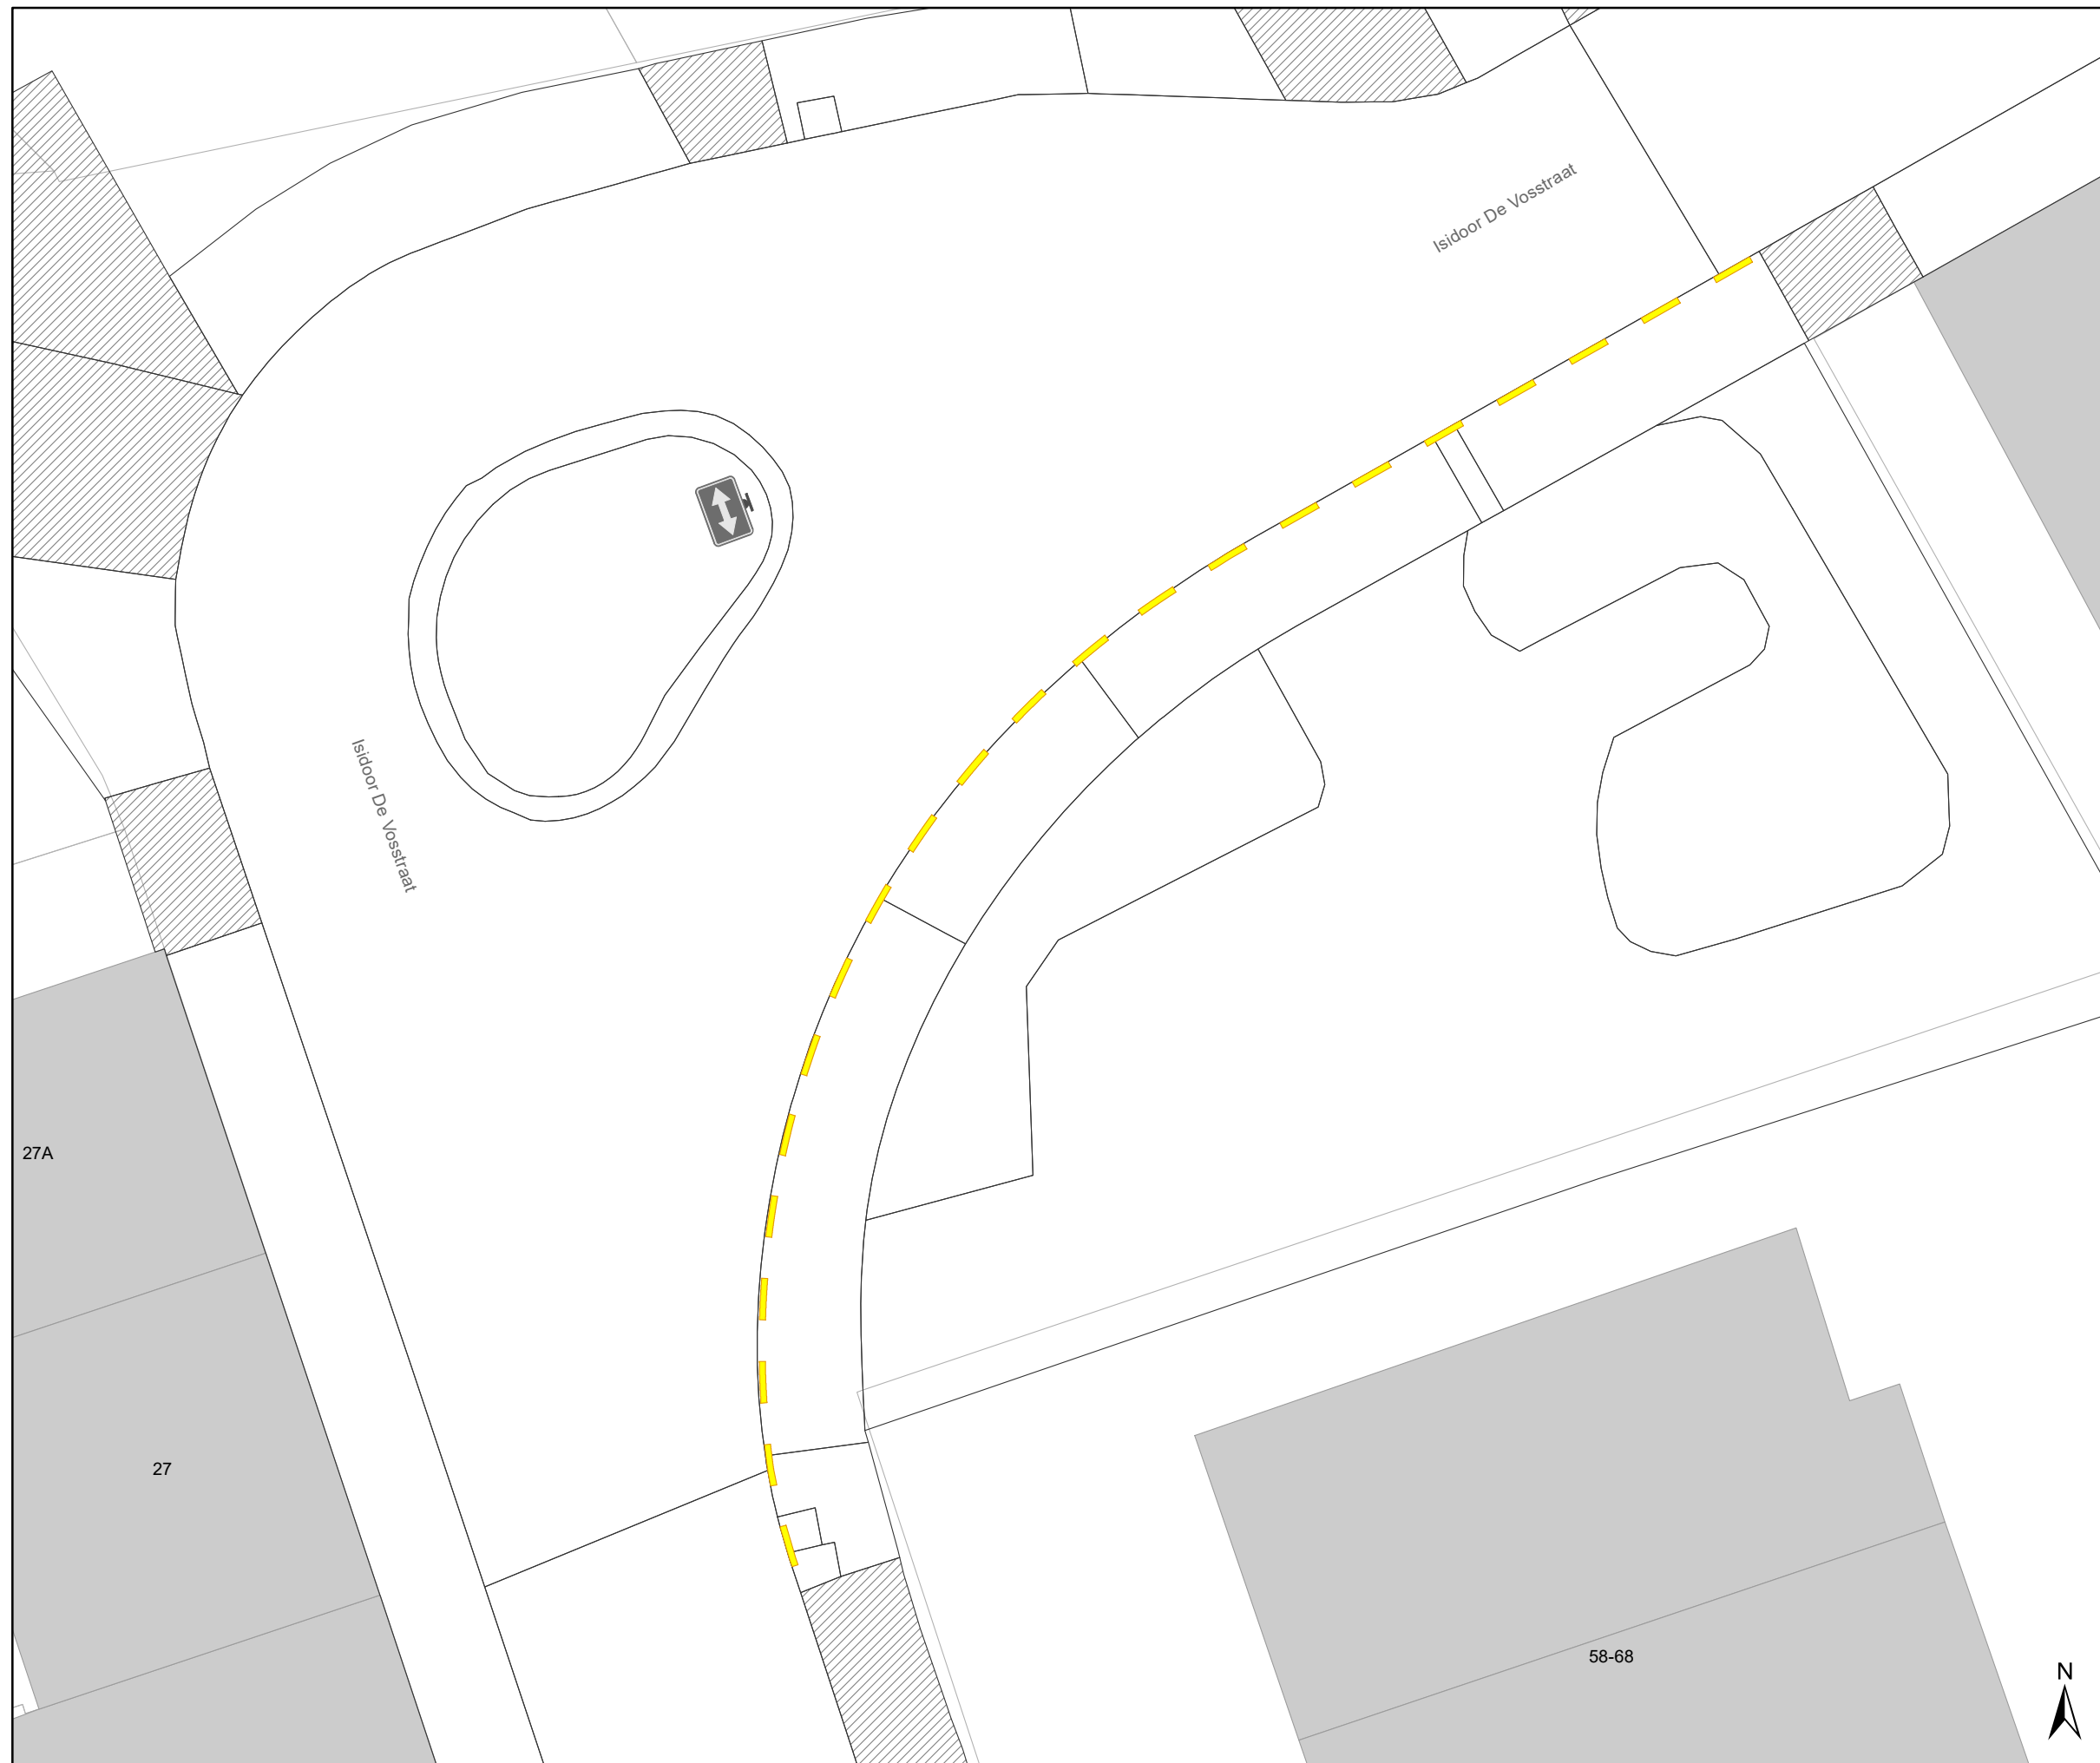 Isidoor De Vosstraat
Isidoor De Vosstraat
27A
27
58-68
N